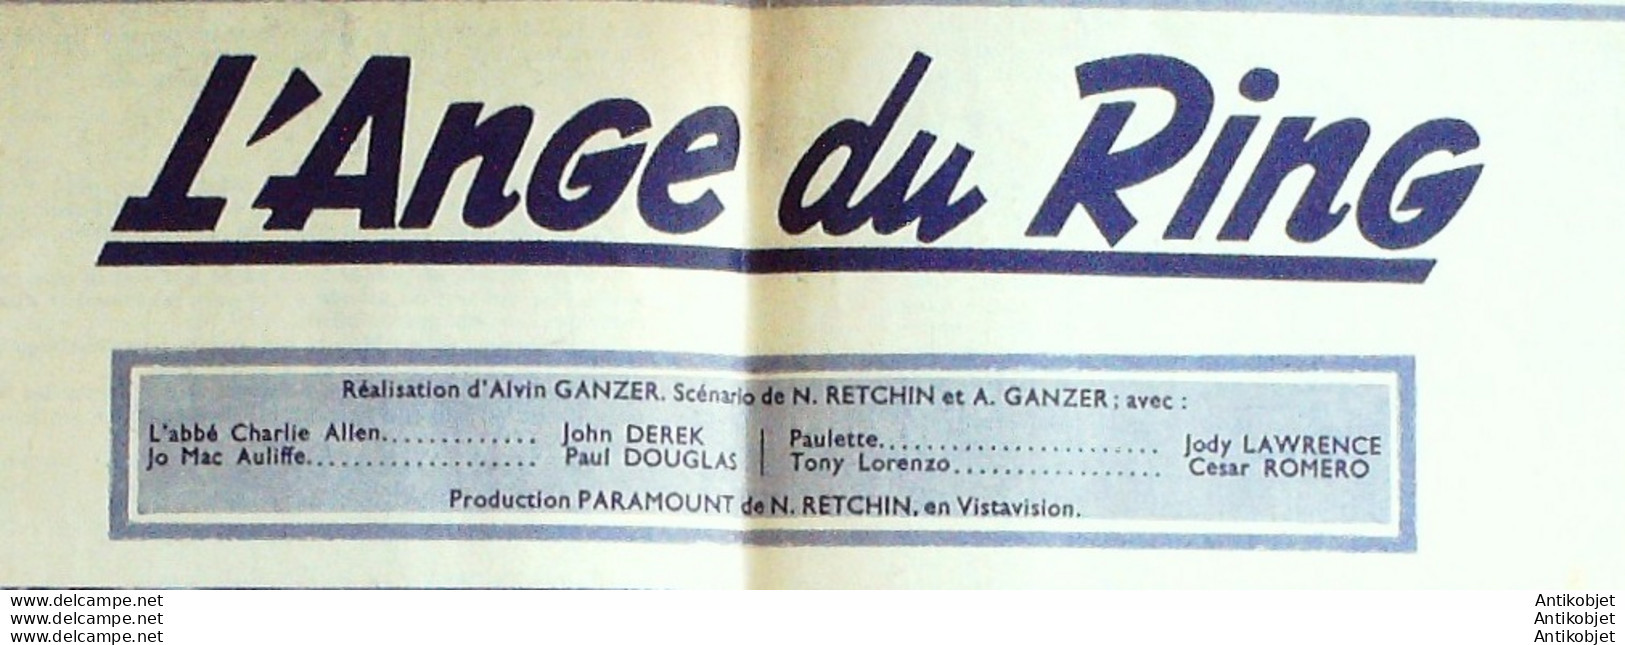 L'Ange du Ring
Réalisation d'Alvin GANZER. Scénario de N. RETCHIN et A. GANZER ; avec :
L'abbé Charlie Allen............. John DEREK | Paulette........................ Jody LAWRENCE
Jo Mac Auliffe.................... Paul DOUGLAS | Tony Lorenzo.................. Cesar ROMERO
Production PARAMOUNT de N. RETCHIN, en Vistavision.
www.delcampe.net Antikobjet
www.delcampe.net Antikobjet
www.delcampe.net Antikobjet